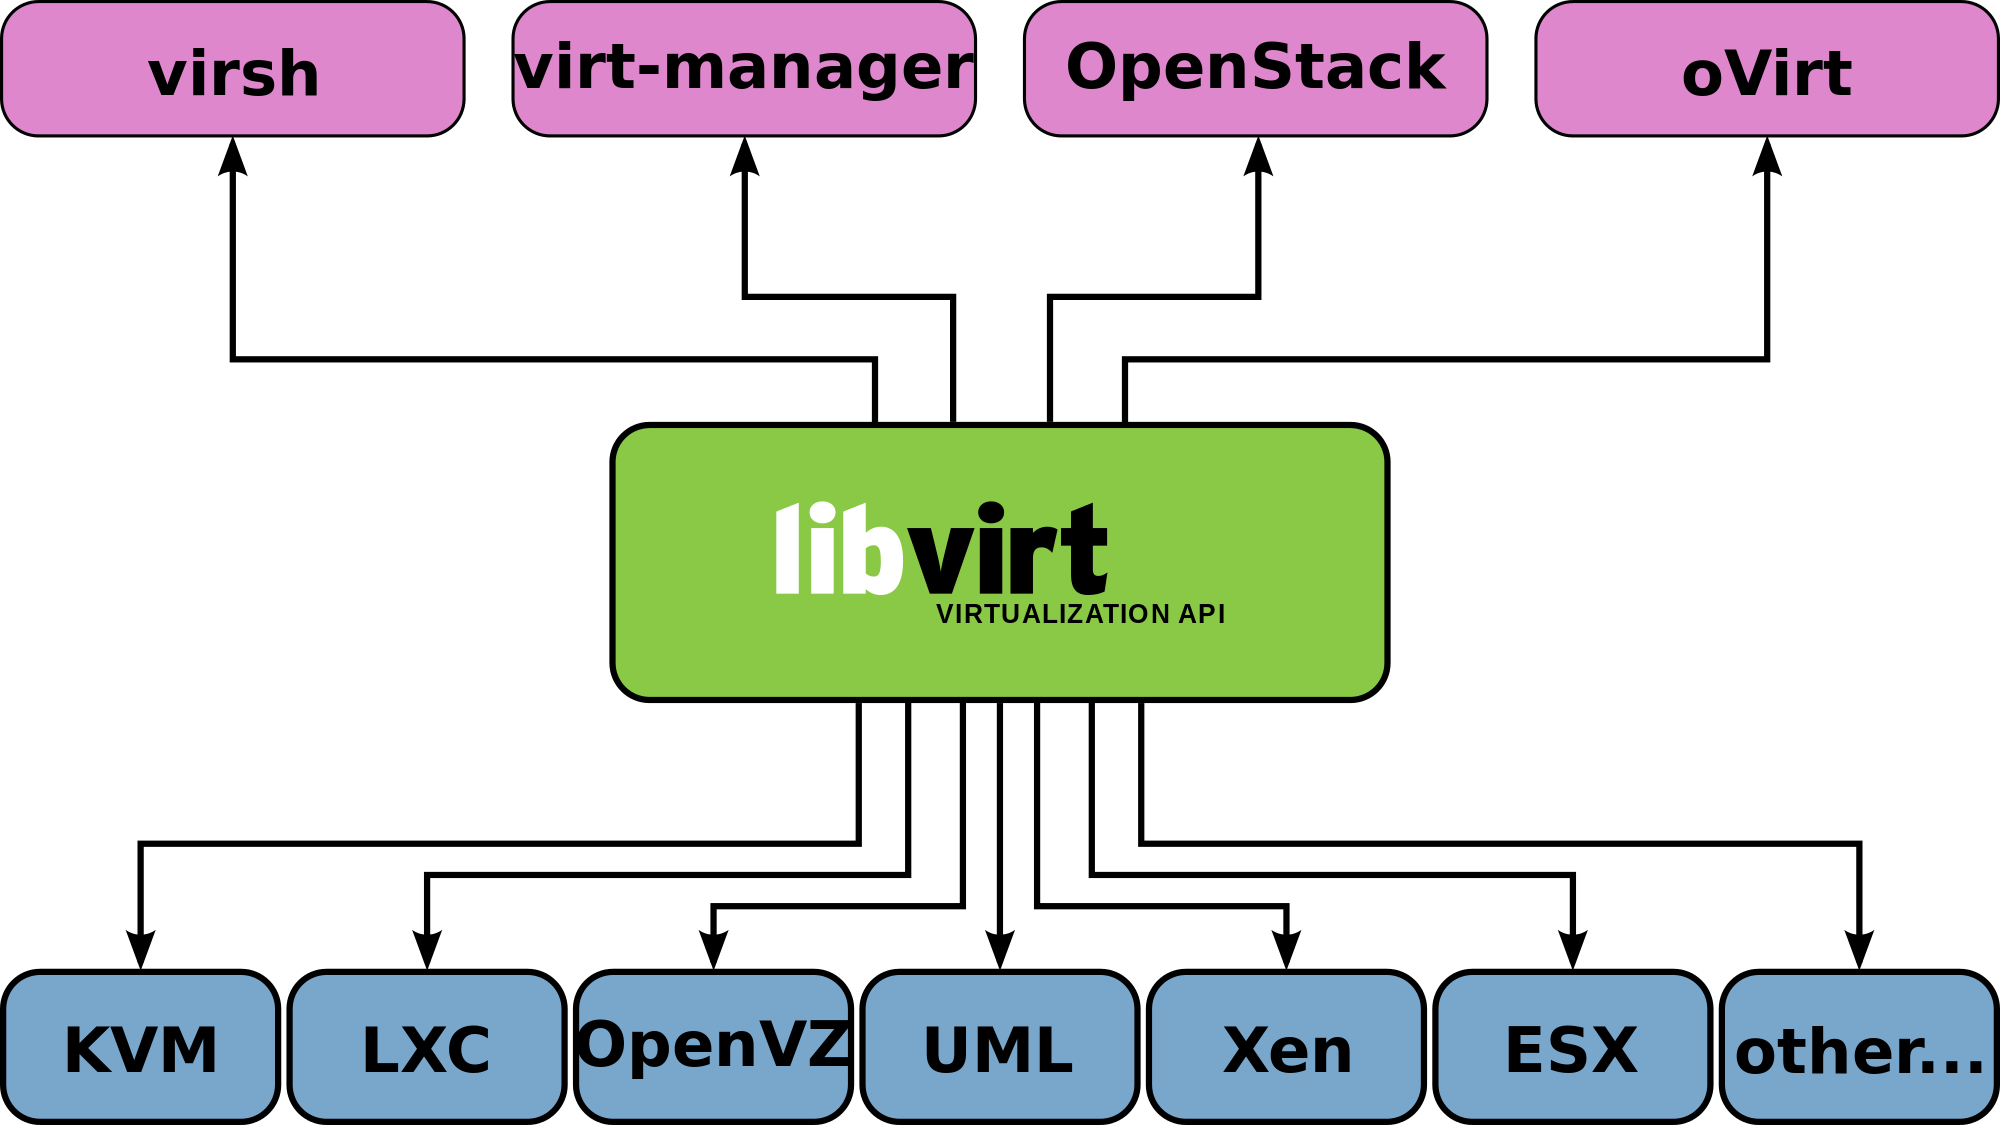 virsh
virt-manager
OpenStack
oVirt
libvirt
VIRTUALIZATION API
KVM
LXC
OpenVZ
UML
Xen
ESX
other...